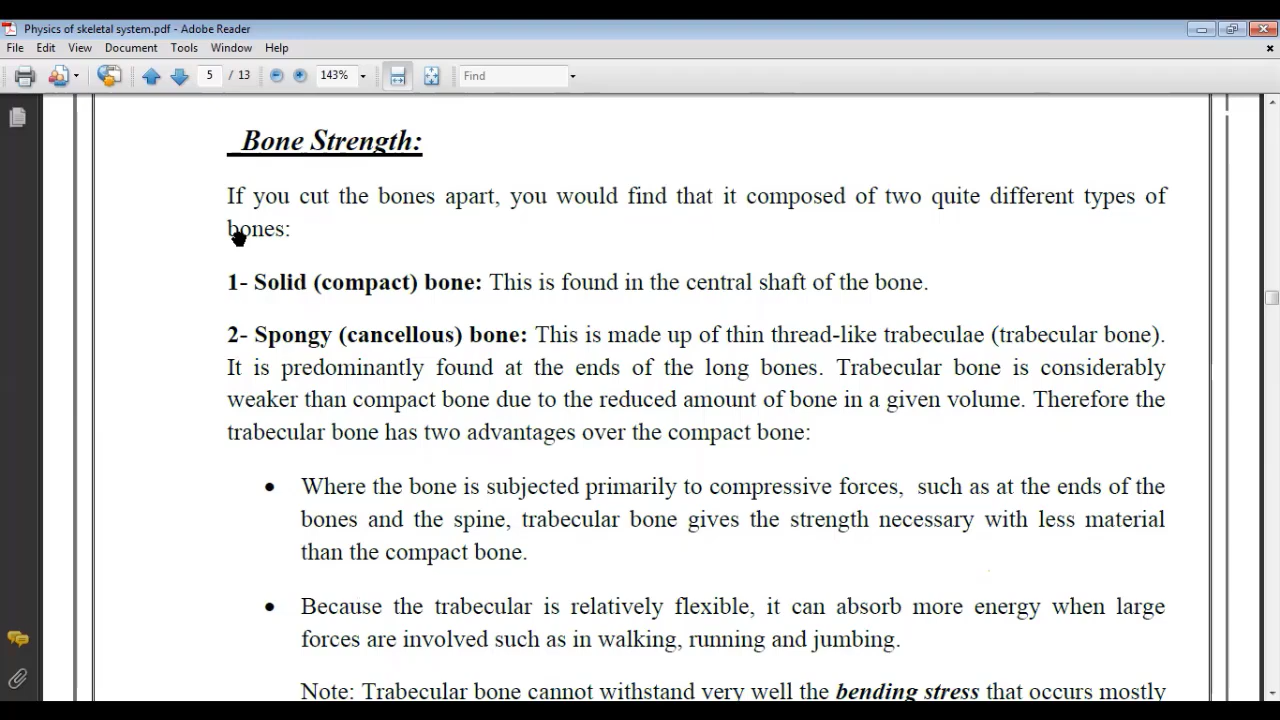 Physics of skeletal system.pdf - Adobe Reader
File Edit View Document Tools Window Help
5 / 13 143% Find
Bone Strength:
If you cut the bones apart, you would find that it composed of two quite different types of
bones:
1- Solid (compact) bone: This is found in the central shaft of the bone.
2- Spongy (cancellous) bone: This is made up of thin thread-like trabeculae (trabecular bone).
It is predominantly found at the ends of the long bones. Trabecular bone is considerably
weaker than compact bone due to the reduced amount of bone in a given volume. Therefore the
trabecular bone has two advantages over the compact bone:
• Where the bone is subjected primarily to compressive forces, such as at the ends of the
bones and the spine, trabecular bone gives the strength necessary with less material
than the compact bone.
• Because the trabecular is relatively flexible, it can absorb more energy when large
forces are involved such as in walking, running and jumbing.
Note: Trabecular bone cannot withstand very well the bending stress that occurs mostly